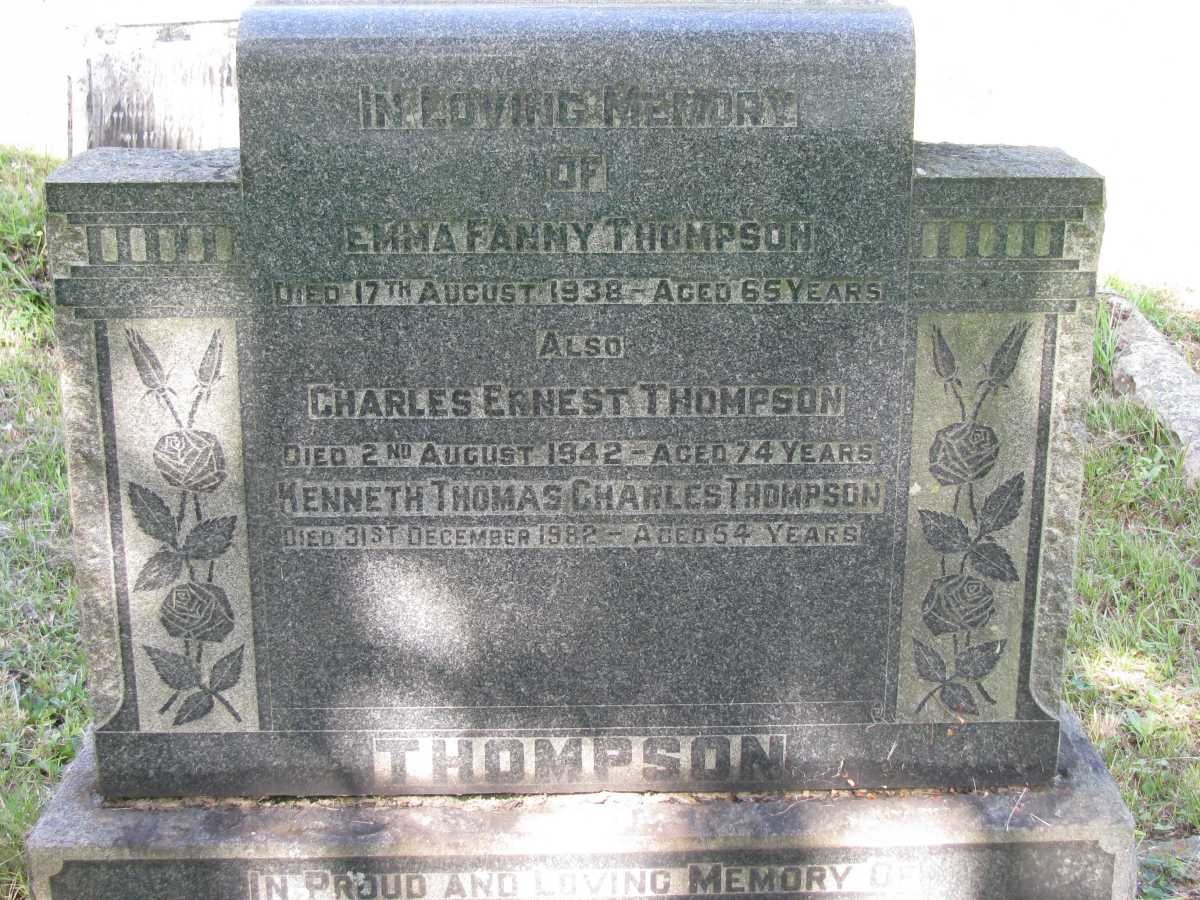 IN LOVING MEMORY
OF
EMMA FANNY THOMPSON
DIED 17TH AUGUST 1938 - AGED 65 YEARS
ALSO
CHARLES ERNEST THOMPSON
DIED 2ND AUGUST 1942 - AGED 74 YEARS
KENNETH THOMAS CHARLES THOMPSON
DIED 31ST DECEMBER 1982 - AGED 54 YEARS
THOMPSON
IN PROUD AND LOVING MEMORY OF